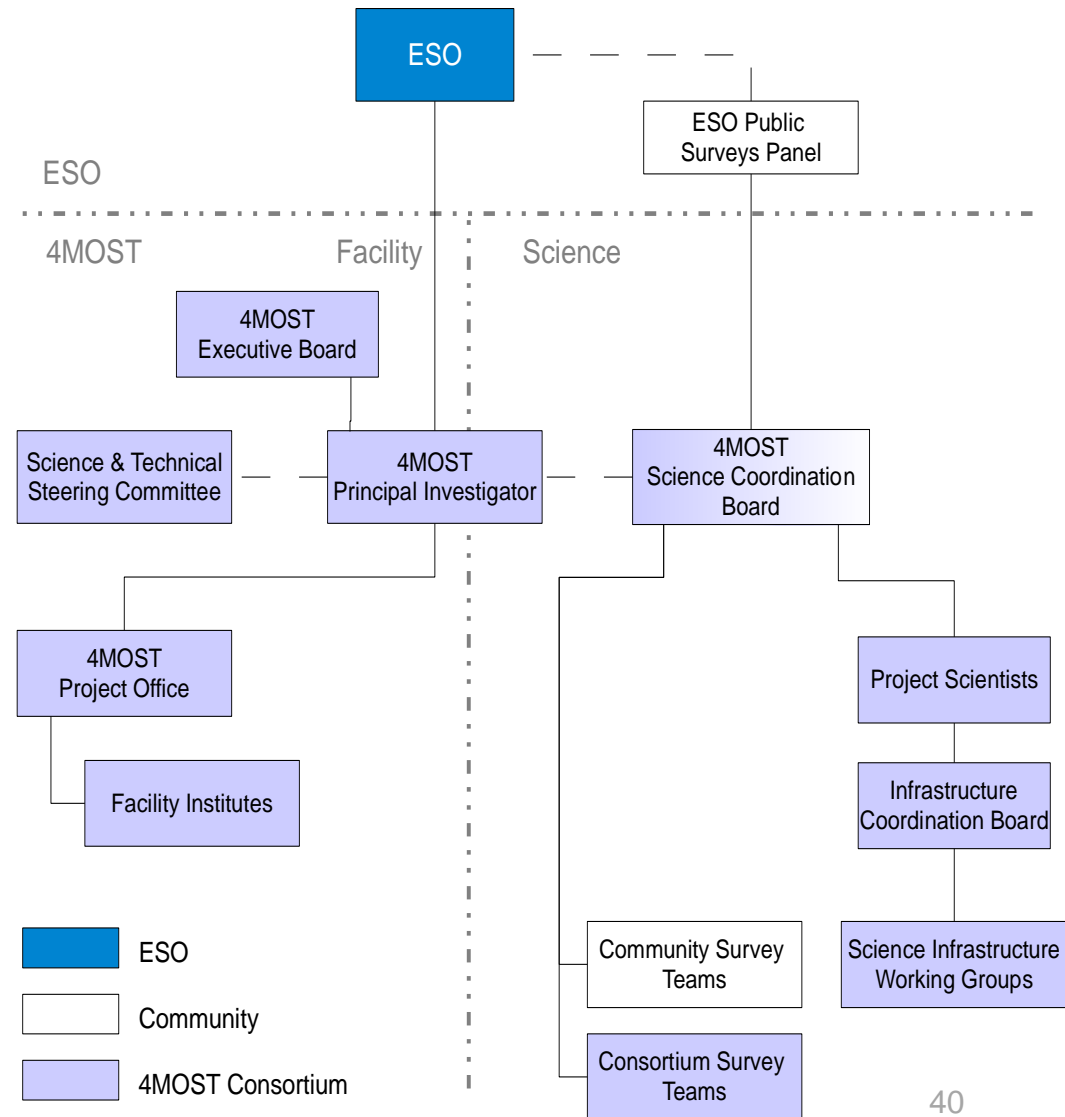 ESO
ESO Public
Surveys Panel
ESO
4MOST
Facility
Science
4MOST
Executive Board
Science & Technical
Steering Committee
4MOST
Principal Investigator
4MOST
Science Coordination
Board
4MOST
Project Office
Project Scientists
Facility Institutes
Infrastructure
Coordination Board
Community Survey
Teams
Science Infrastructure
Working Groups
Consortium Survey
Teams
ESO
Community
4MOST Consortium
40